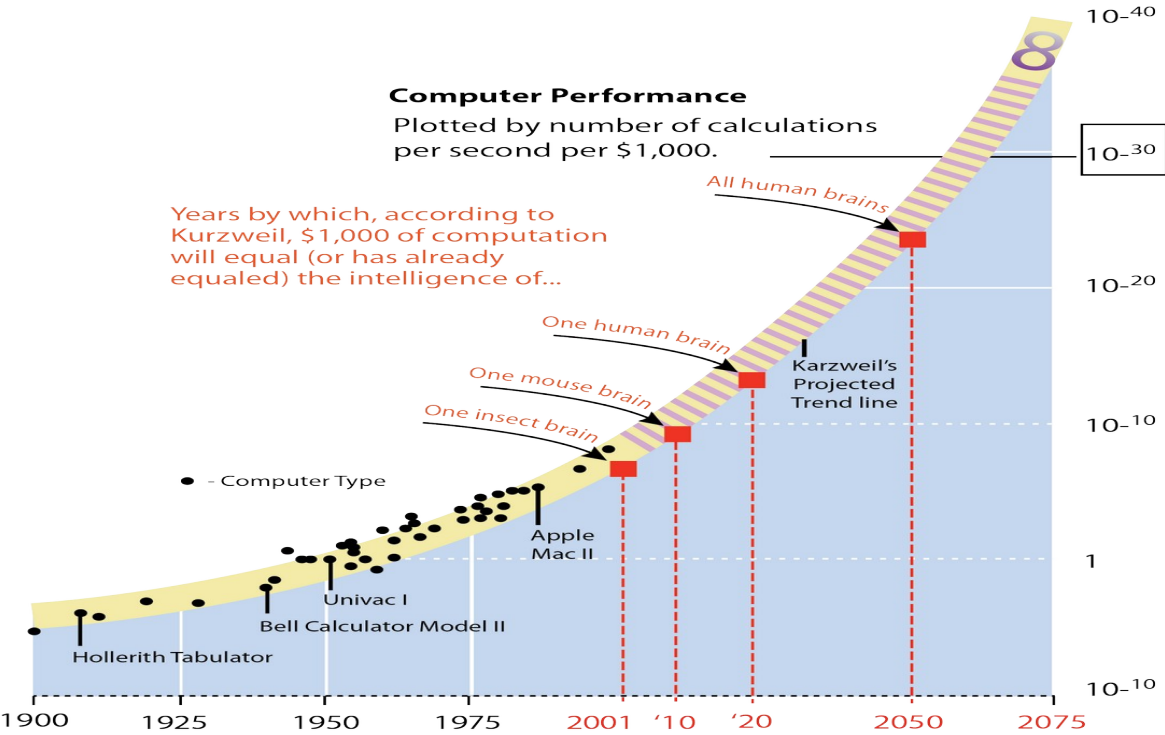 10-40
8
Computer Performance
Plotted by number of calculations
per second per $1,000.
10-30
All human brains
Years by which, according to
Kurzweil, $1,000 of computation
will equal (or has already
equaled) the intelligence of...
10-20
One human brain
Karzweil's
Projected
Trend line
One mouse brain
One insect brain
10-10
- Computer Type
Apple
Mac II
1
Univac I
Bell Calculator Model II
Hollerith Tabulator
10-10
1900 1925 1950 1975 2001 '10 '20 2050 2075